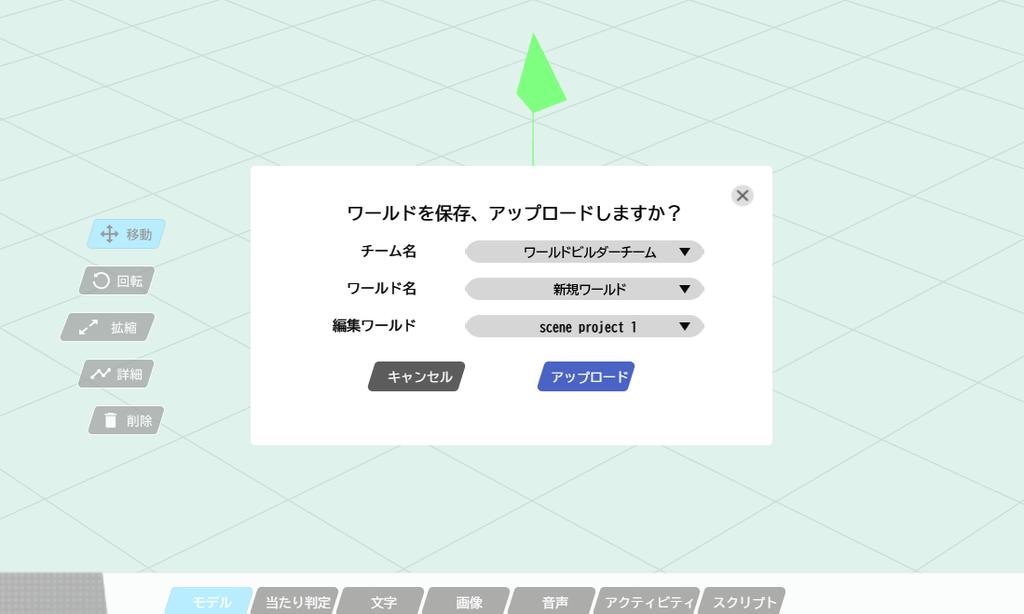 ワールドを保存、アップロードしますか？
チーム名 ワールドビルダーチーム
ワールド名 新規ワールド
編集ワールド scene project 1
キャンセル アップロード
移動
回転
拡縮
詳細
削除
モデル 当たり判定 文字 画像 音声 アクティビティ スクリプト